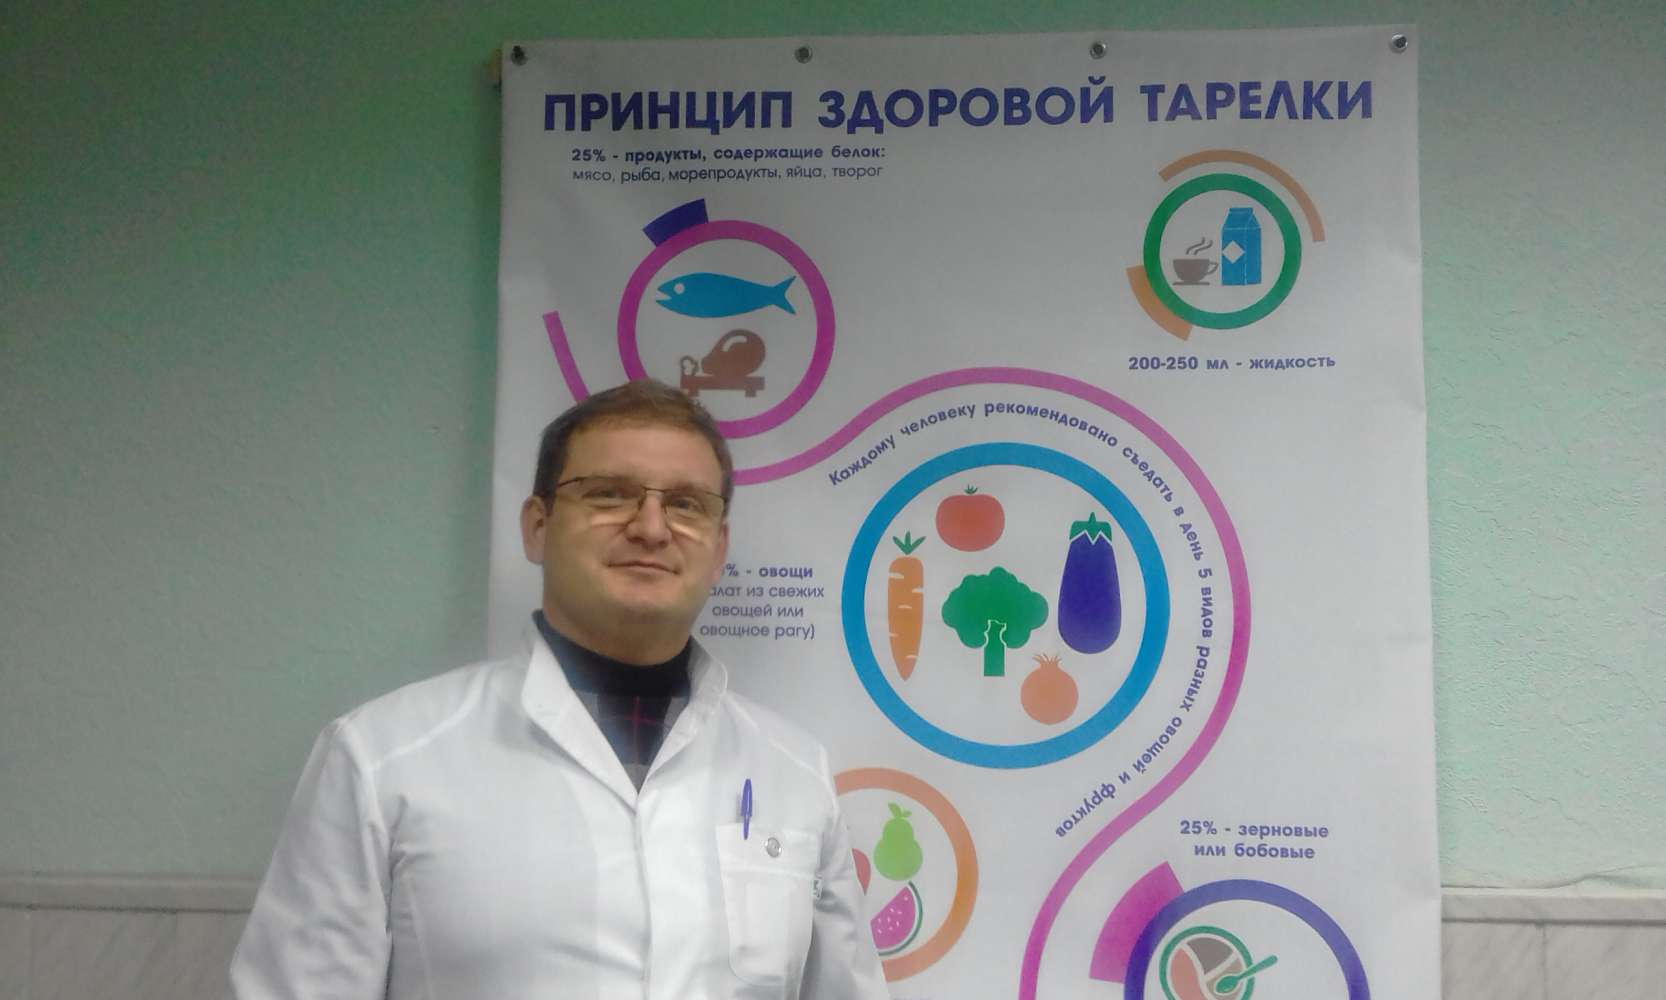 ПРИНЦИП ЗДОРОВОЙ ТАРЕЛКИ
25% - продукты, содержащие белок:
мясо, рыба, морепродукты, яйца, творог
200-250 мл - жидкость
Каждому человеку рекомендовано съедать в день 5 видов разных овощей и фруктов
% - овощи
из свежих
овощей или
овощное рагу)
25% - зерновые
или бобовые